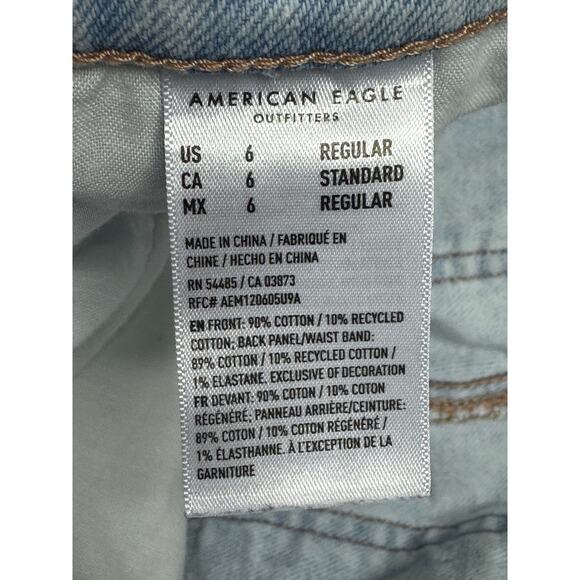 AMERICAN EAGLE
OUTFITTERS
US 6 REGULAR
CA 6 STANDARD
MX 6 REGULAR
MADE IN CHINA / FABRIQUÉ EN
CHINE / HECHO EN CHINA
RN 54485 / CA 03873
RFC# AEM120605U9A
EN FRONT: 90% COTTON / 10% RECYCLED
COTTON; BACK PANEL/WAIST BAND:
89% COTTON / 10% RECYCLED COTTON /
1% ELASTANE. EXCLUSIVE OF DECORATION
FR DEVANT: 90% COTON / 10% COTON
RÉGÉNÉRÉ; PANNEAU ARRIÈRE/CEINTURE:
89% COTON / 10% COTON RÉGÉNÉRÉ /
1% ÉLASTHANNE. À L'EXCEPTION DE LA
GARNITURE